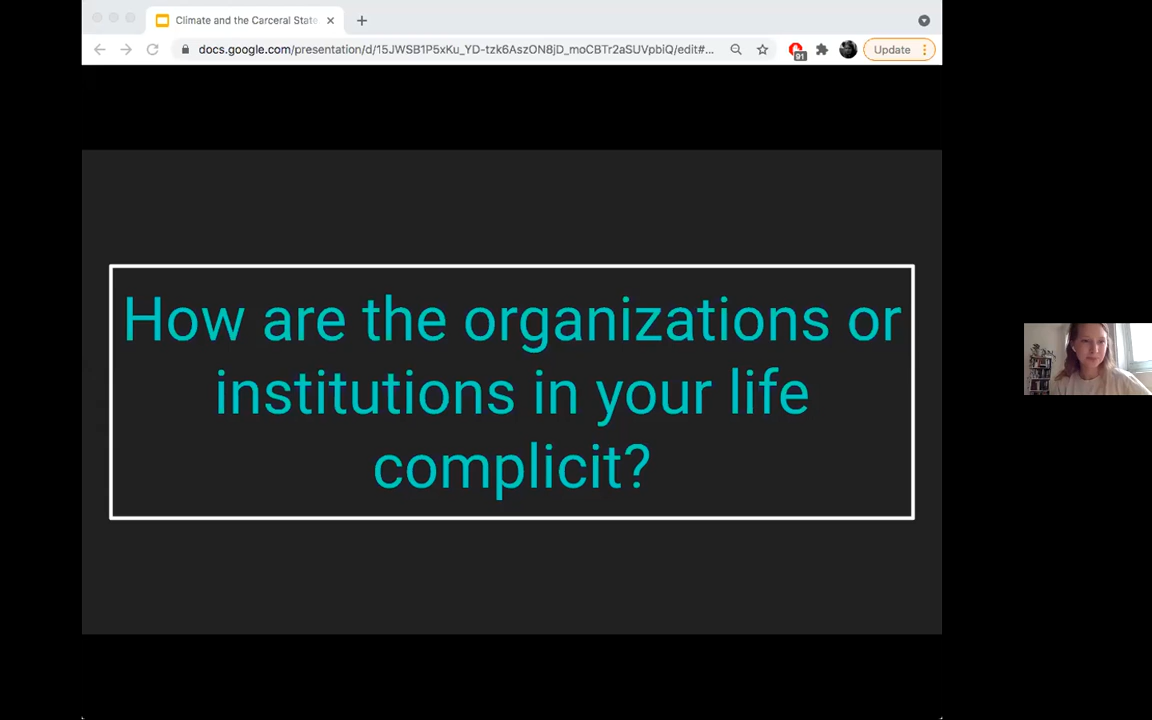 Climate and the Carceral State
docs.google.com/presentation/d/15JWSB1P5xKu_YD-tzk6AszON8jD_moCBTr2aSUVpbiQ/edit#...
91
Update
How are the organizations or
institutions in your life
complicit?